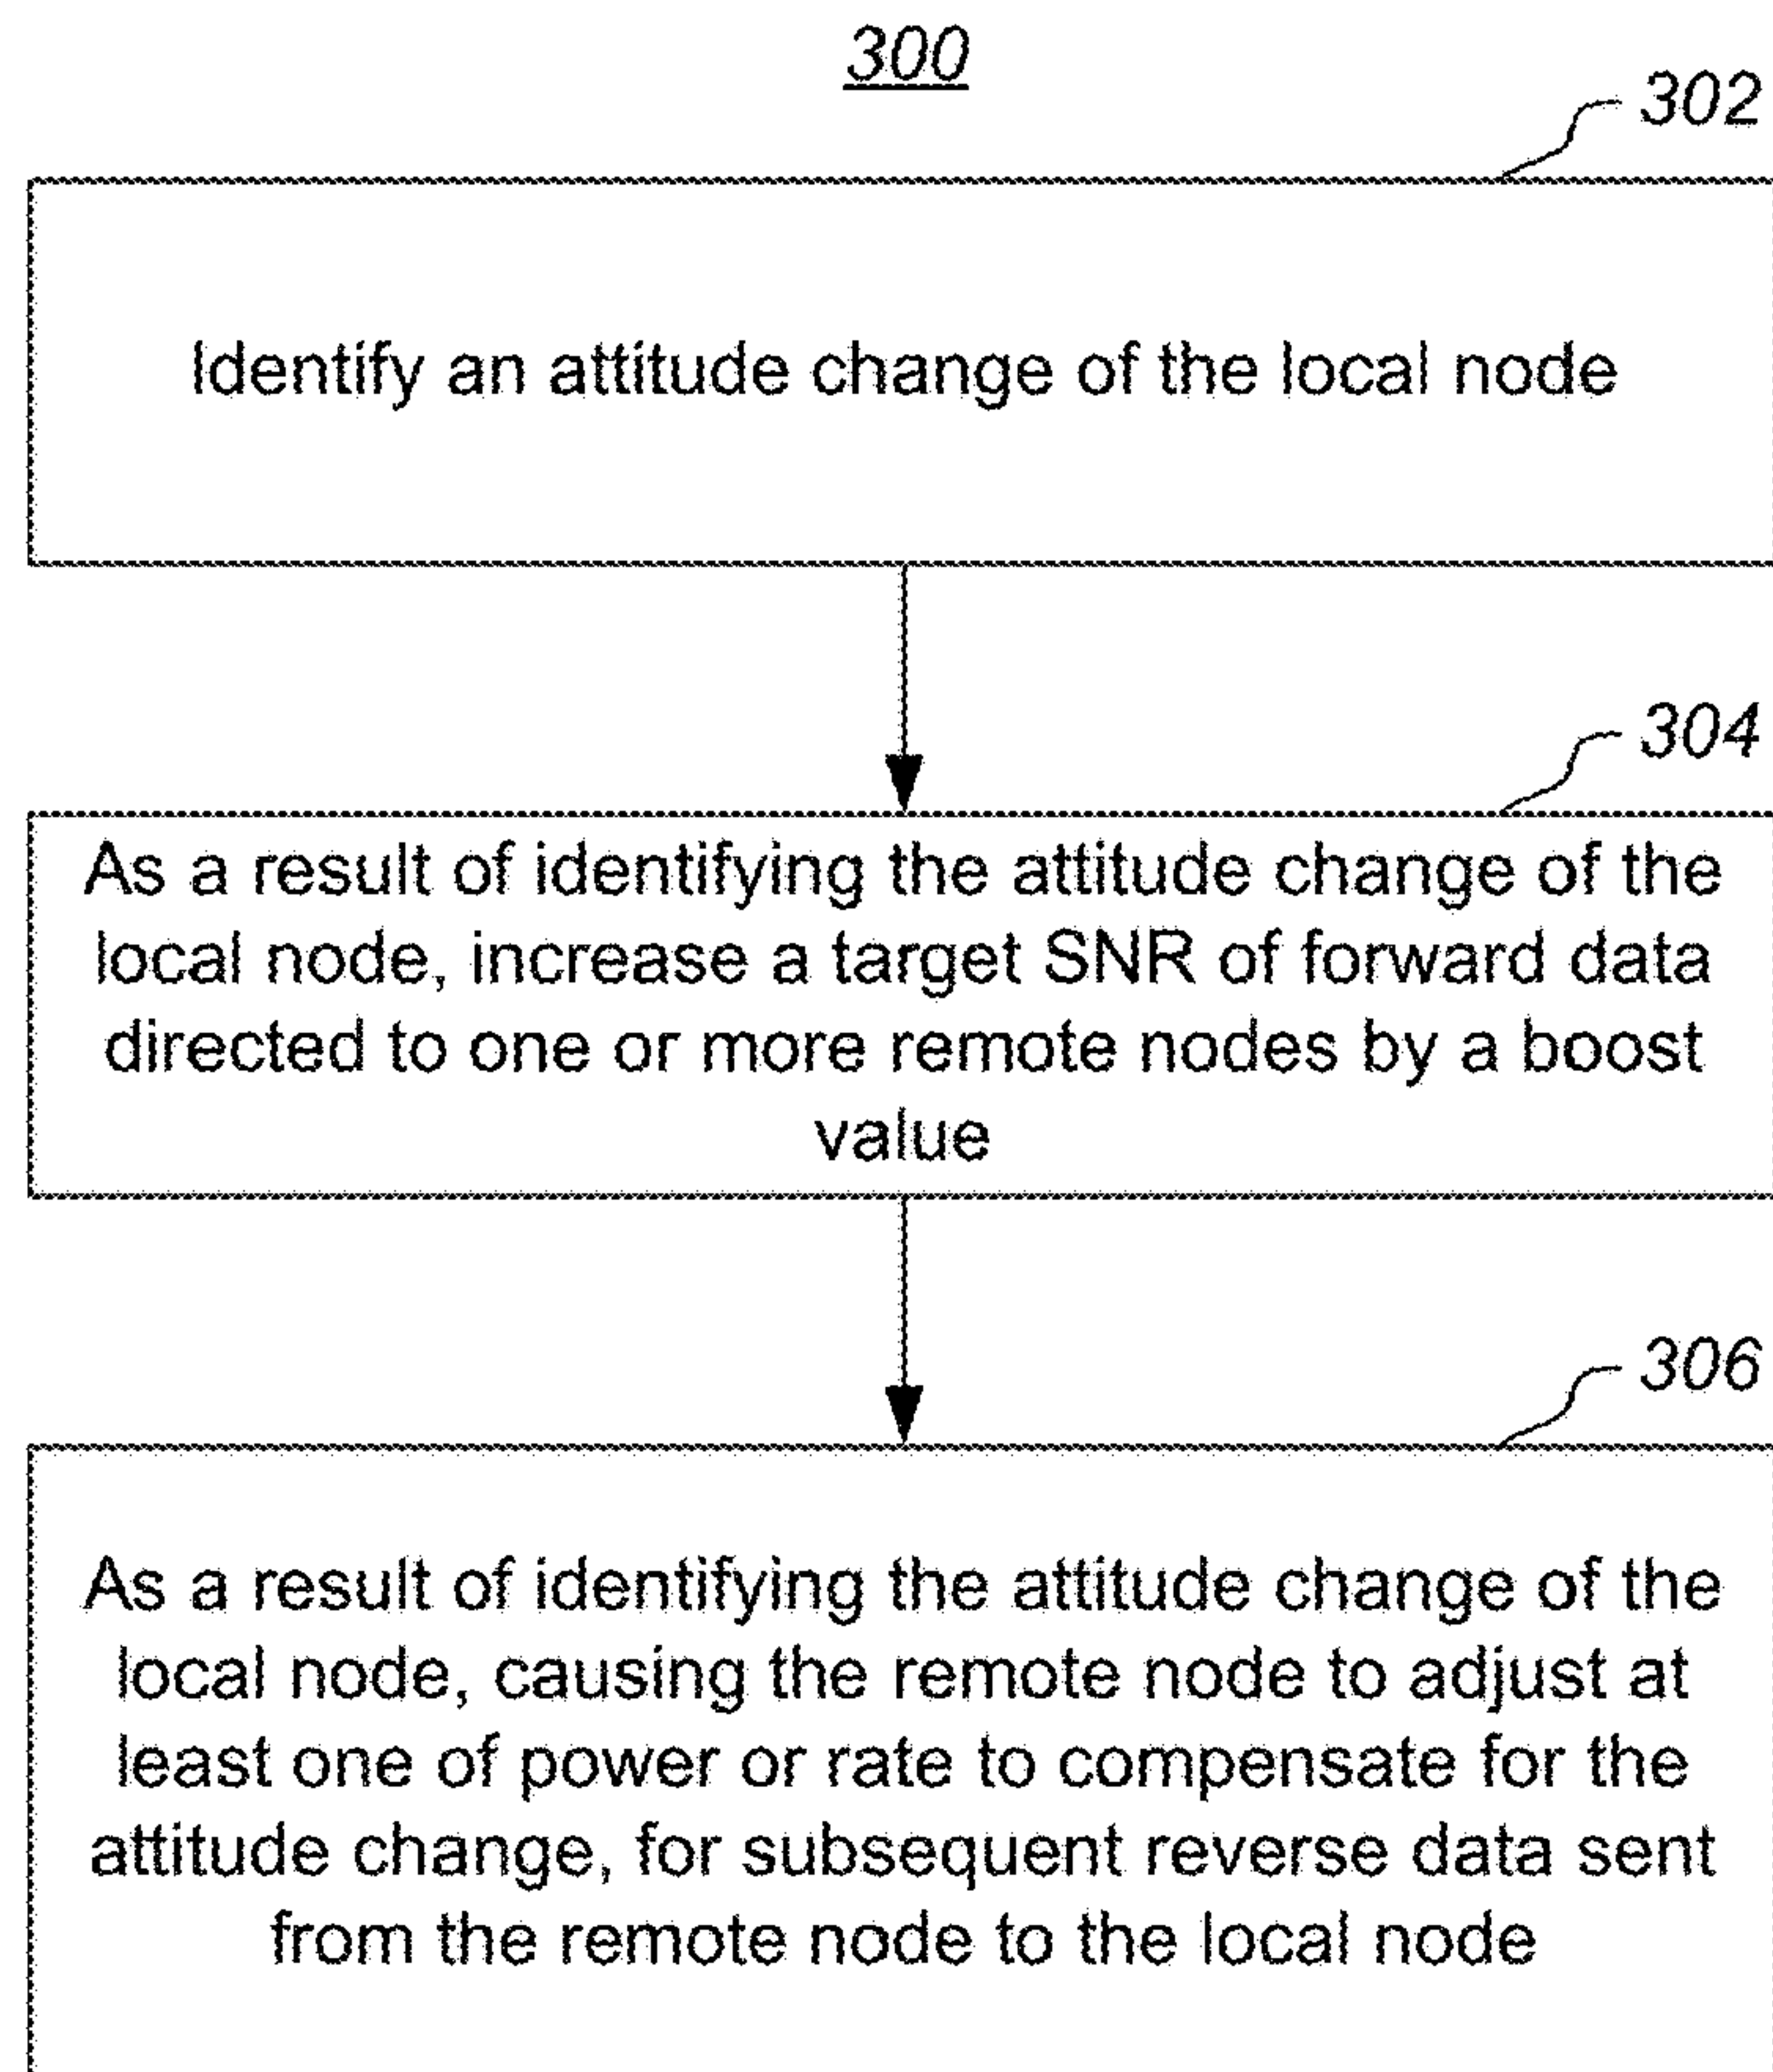 300
302
Identify an attitude change of the local node
304
As a result of identifying the attitude change of the
local node, increase a target SNR of forward data
directed to one or more remote nodes by a boost
value
306
As a result of identifying the attitude change of the
local node, causing the remote node to adjust at
least one of power or rate to compensate for the
attitude change, for subsequent reverse data sent
from the remote node to the local node